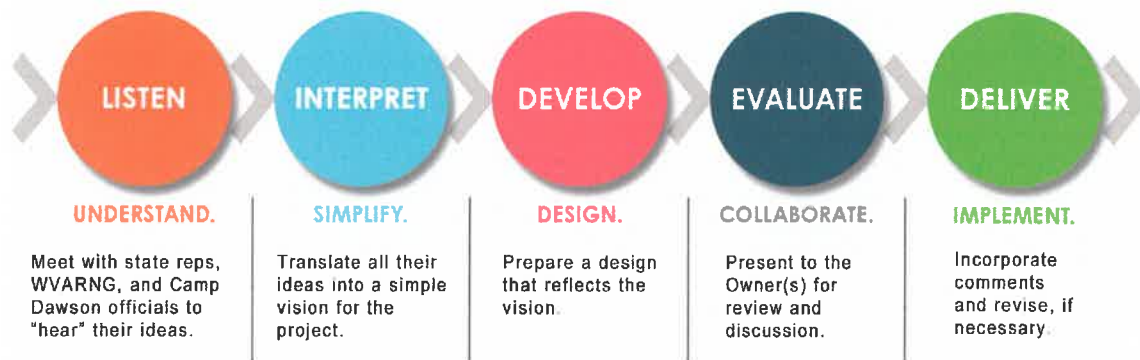 LISTEN
INTERPRET
DEVELOP
EVALUATE
DELIVER
UNDERSTAND.
SIMPLIFY.
DESIGN.
COLLABORATE.
IMPLEMENT.
Meet with state reps,
WVARNG, and Camp
Dawson officials to
"hear" their ideas.
Translate all their
ideas into a simple
vision for the
project.
Prepare a design
that reflects the
vision.
Present to the
Owner(s) for
review and
discussion.
Incorporate
comments
and revise, if
necessary.